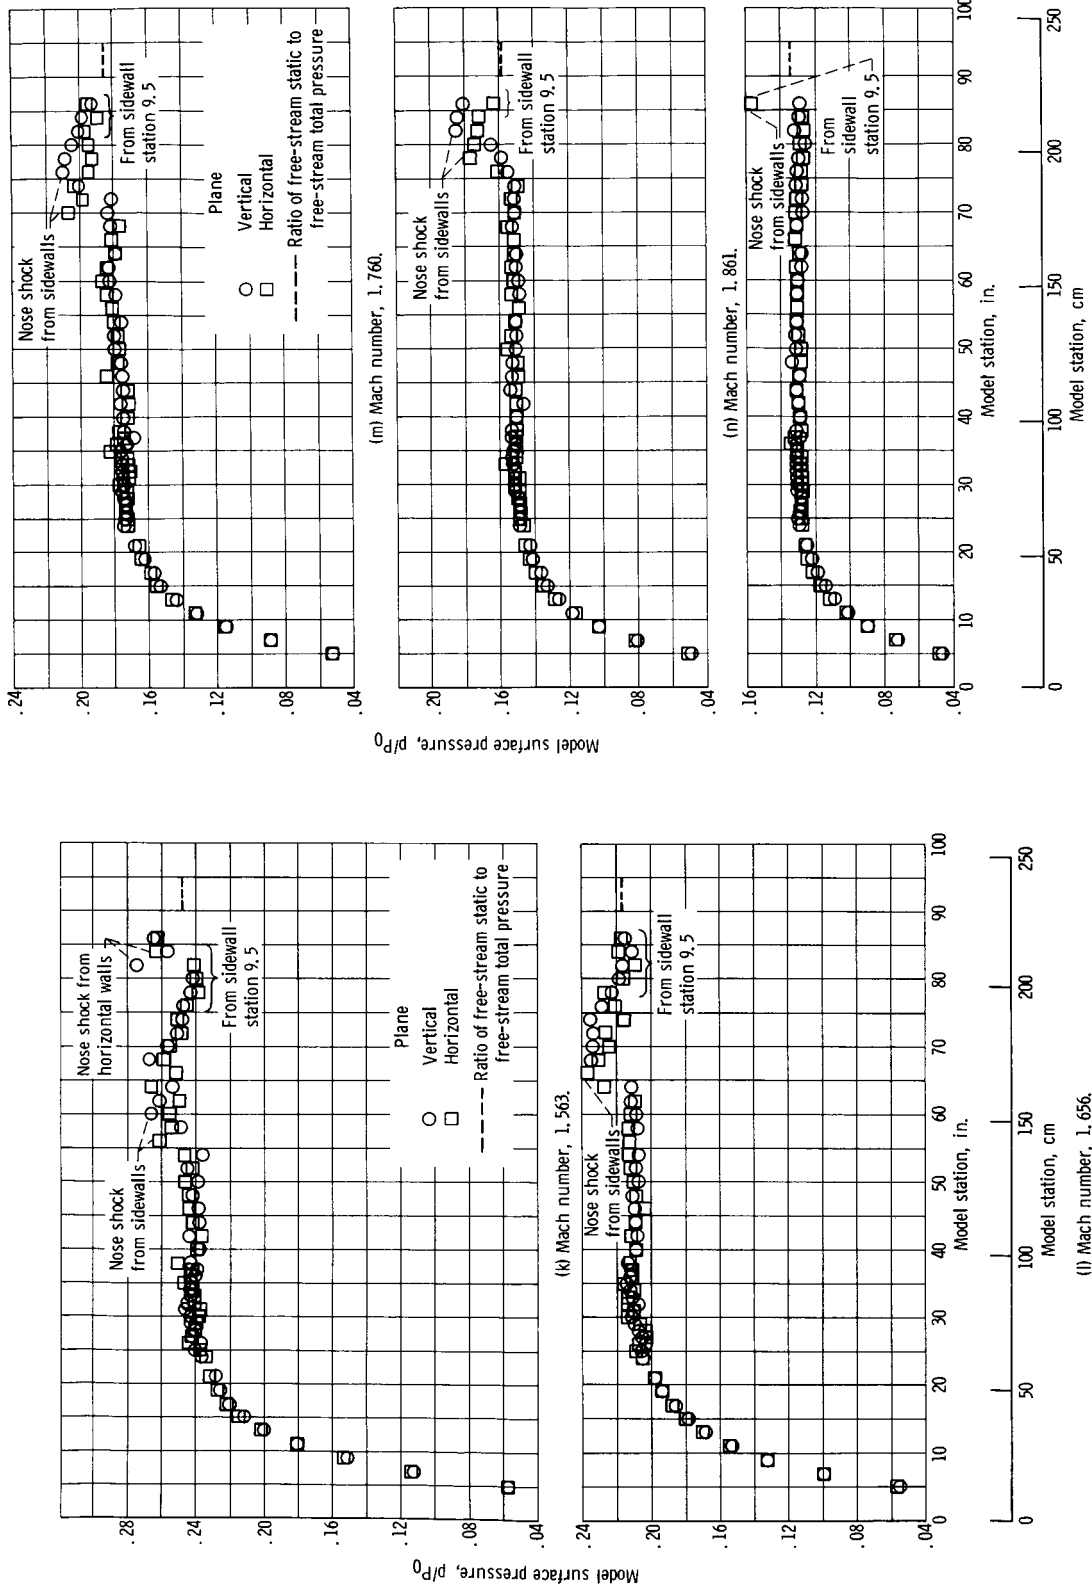 .28
.24
.20
.16
.12
.08
.04
Nose shock
from sidewalls
Nose shock from
horizontal walls
From sidewall
station 9.5
Plane
Vertical
Horizontal
Ratio of free-stream static to
free-stream total pressure
(k) Mach number, 1.563.
Model surface pressure, p/P0
.24
.20
.16
.12
.08
.04
Nose shock
from sidewalls
From sidewall
station 9.5
0 10 20 30 40 50 60 70 80 90 100
Model station, in.
0 50 100 150 200 250
Model station, cm
(l) Mach number, 1.656.
.24
.20
.16
.12
.08
.04
Nose shock
from sidewalls
From sidewall
station 9.5
Plane
Vertical
Horizontal
Ratio of free-stream static to
free-stream total pressure
(m) Mach number, 1.760.
Model surface pressure, p/P0
.24
.20
.16
.12
.08
.04
Nose shock
from sidewalls
From sidewall
station 9.5
(n) Mach number, 1.861.
.16
.12
.08
.04
Nose shock
from sidewalls
From
sidewall
station 9.5
0 10 20 30 40 50 60 70 80 90 100
Model station, in.
0 50 100 150 200 250
Model station, cm